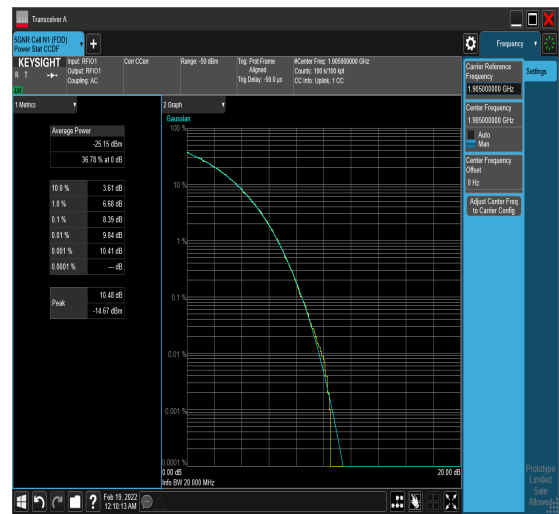 Transceiver A
5GNR Cell N1 (FDD)
Power Stat CCDF
Frequency
KEYSIGHT
R T
Input: RFIO1
Output: RFIO1
Coupling: AC
Corr CCorr
Range: -50 dBm
Trig: Prot Frame
Aligned
Trig Delay: -50.0 µs
#Center Freq: 1.905000000 GHz
Counts: 100 k/100 kpt
CC Info: Uplink, 1 CC
Carrier Reference
Frequency
1.905000000 GHz
Settings
Center Frequency
1.905000000 GHz
Auto
Man
Center Frequency
Offset
0 Hz
Adjust Center Freq
to Carrier Config
1 Metrics
Average Power
-25.15 dBm
36.78 % at 0 dB
10.0 % 3.61 dB
1.0 % 6.68 dB
0.1 % 8.39 dB
0.01 % 9.84 dB
0.001 % 10.41 dB
0.0001 % --- dB
Peak
10.48 dB
-14.67 dBm
2 Graph
Gaussian
100 %
10 %
1 %
0.1 %
0.01 %
0.001 %
0.0001 %
0.00 dB
20.00 dB
Info BW 20.000 MHz
Prototype
Limited
Sale
Allowed
?
Feb 19, 2022
12:10:13 AM